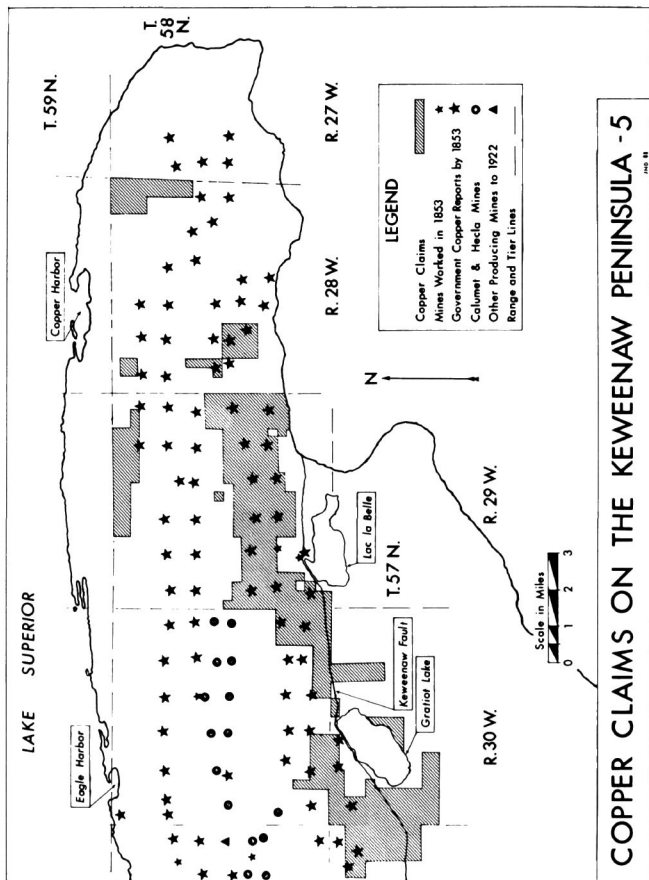 LAKE SUPERIOR
Eagle Harbor
Copper Harbor
T. 59 N.
T.
58
N.
R. 27 W.
R. 28 W.
R. 29 W.
R. 30 W.
T. 57 N.
Lac la Belle
Keweenaw Fault
Gratiot Lake
N
LEGEND
Copper Claims
Mines Worked in 1853
Government Copper Reports by 1853
Calumet & Hecla Mines
Other Producing Mines to 1922
Range and Tier Lines
Scale in Miles
0 1 2 3
COPPER CLAIMS ON THE KEWEENAW PENINSULA - 5